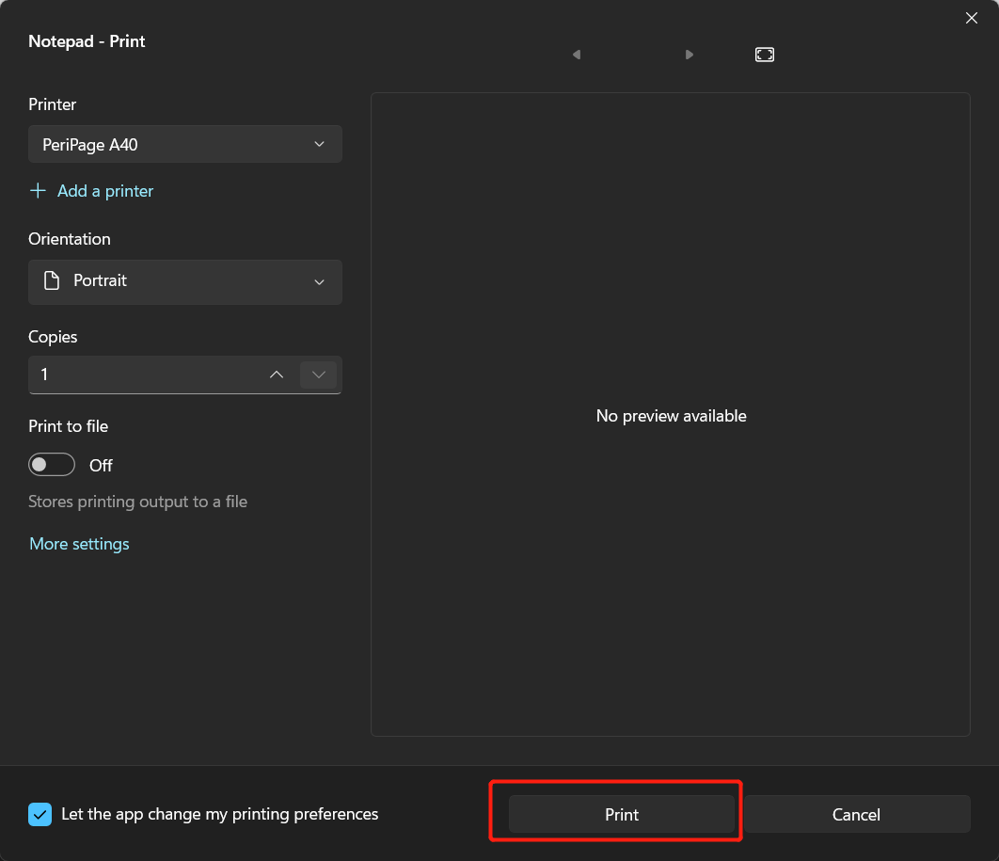 Notepad - Print
Printer
PeriPage A40
Add a printer
Orientation
Portrait
Copies
1
Print to file
Off
Stores printing output to a file
More settings
No preview available
Let the app change my printing preferences
Print
Cancel